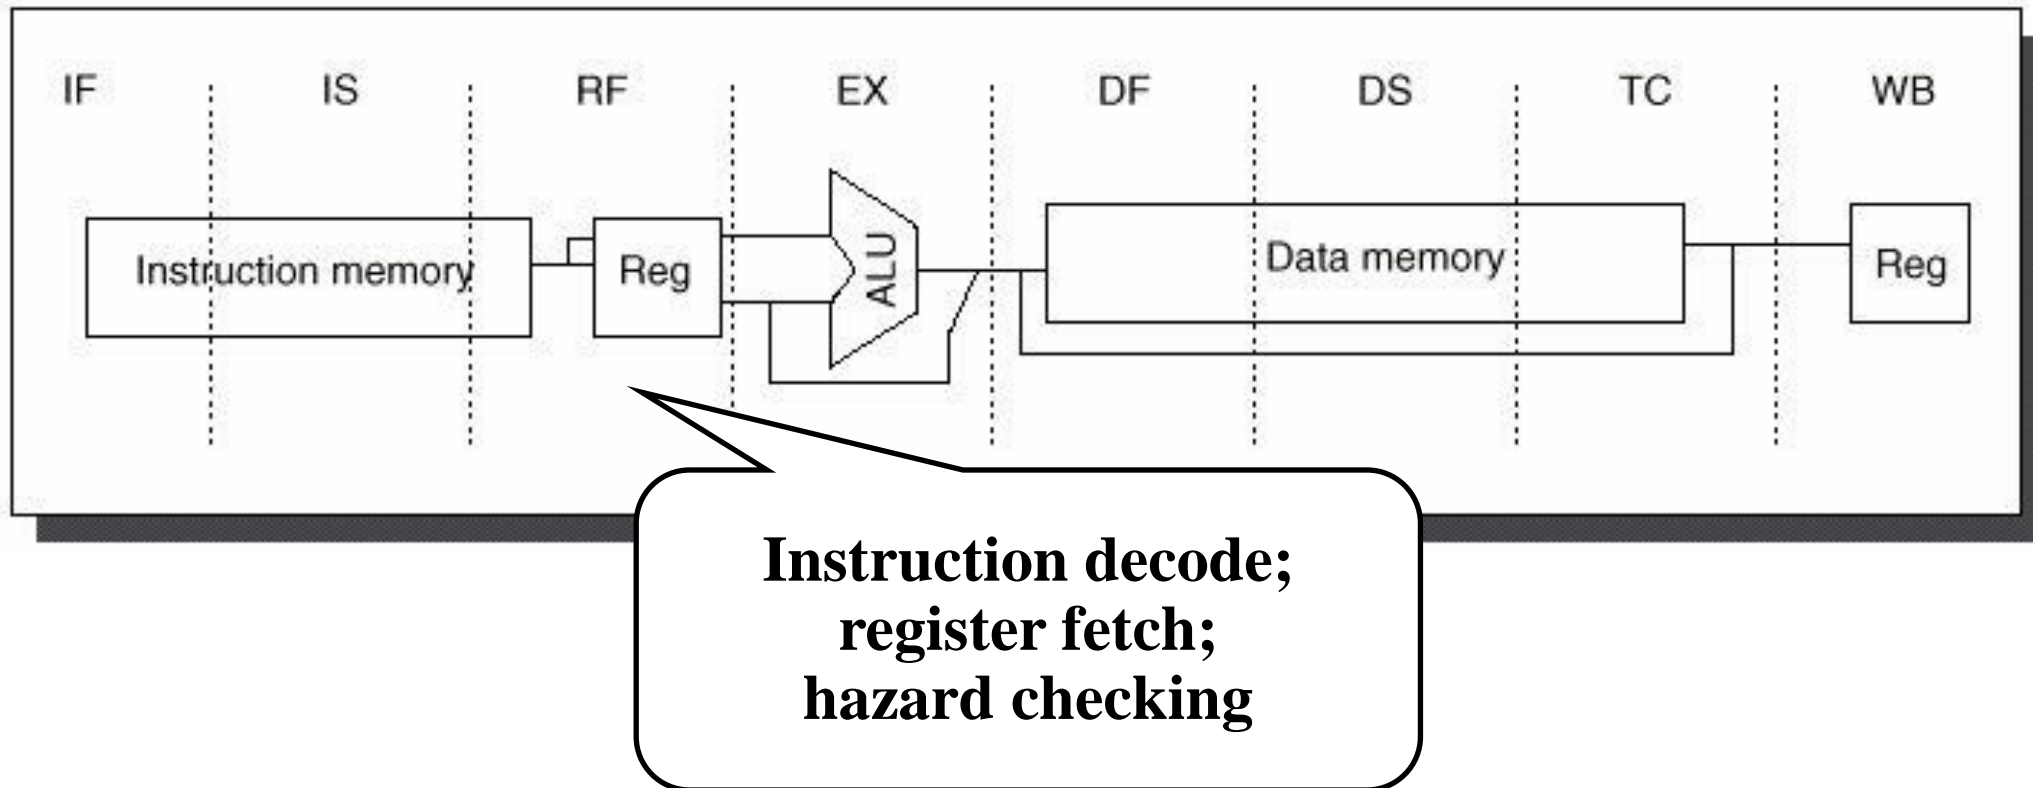 IF IS RF EX DF DS TC WB
Instruction memory Reg ALU Data memory Reg
Instruction decode;
register fetch;
hazard checking